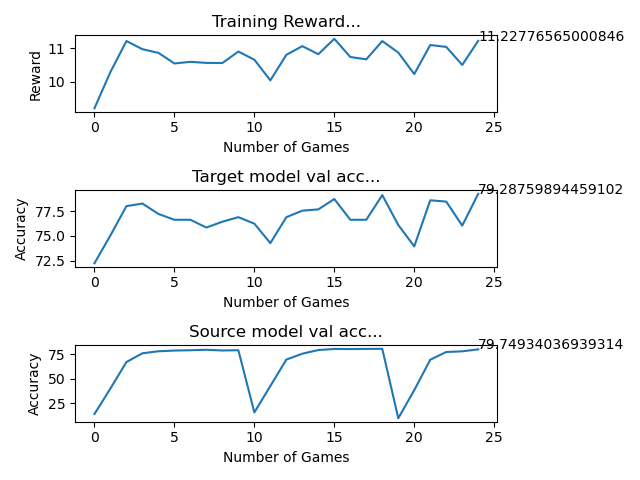 Training Reward...
11.22776565000846
11
10
Reward
0 5 10 15 20 25
Number of Games
Target model val acc...
79.28759894459102
77.5
75.0
72.5
Accuracy
0 5 10 15 20 25
Number of Games
Source model val acc...
79.74934036939314
75
50
25
Accuracy
0 5 10 15 20 25
Number of Games